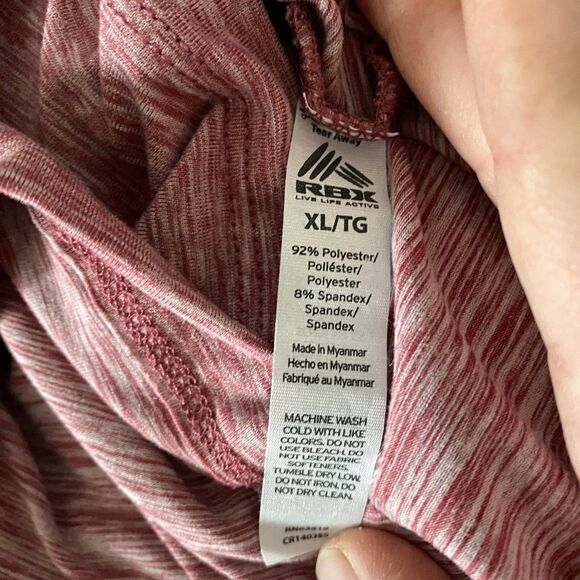 Tear Away
RBX
LIVE LIFE ACTIVE
XL/TG
92% Polyester/
Poliéster/
Polyester
8% Spandex/
Spandex/
Spandex
Made in Myanmar
Hecho en Myanmar
Fabriqué au Myanmar
MACHINE WASH
COLD WITH LIKE
COLORS. DO NOT
USE BLEACH. DO
NOT USE FABRIC
SOFTENERS.
TUMBLE DRY LOW.
DO NOT IRON. DO
NOT DRY CLEAN.